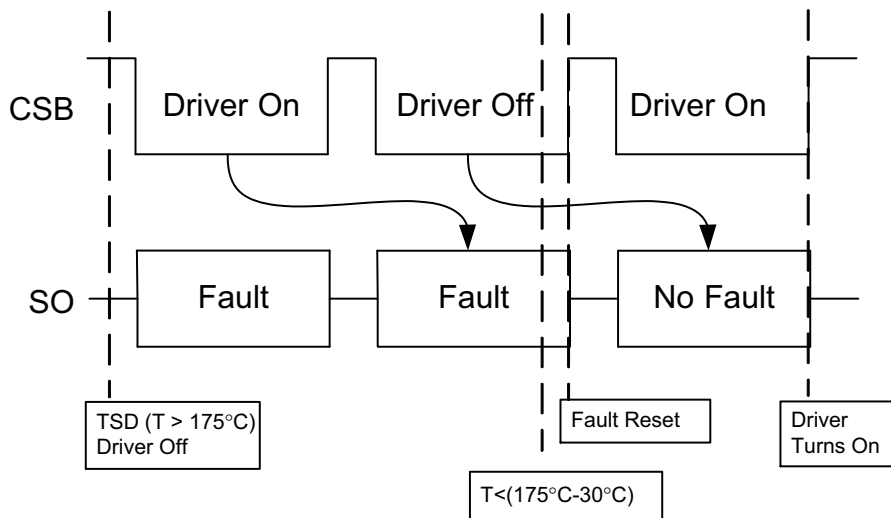 CSB
Driver On
Driver Off
Driver On
SO
Fault
Fault
No Fault
TSD (T > 175°C)
Driver Off
Fault Reset
Driver
Turns On
T<(175°C-30°C)